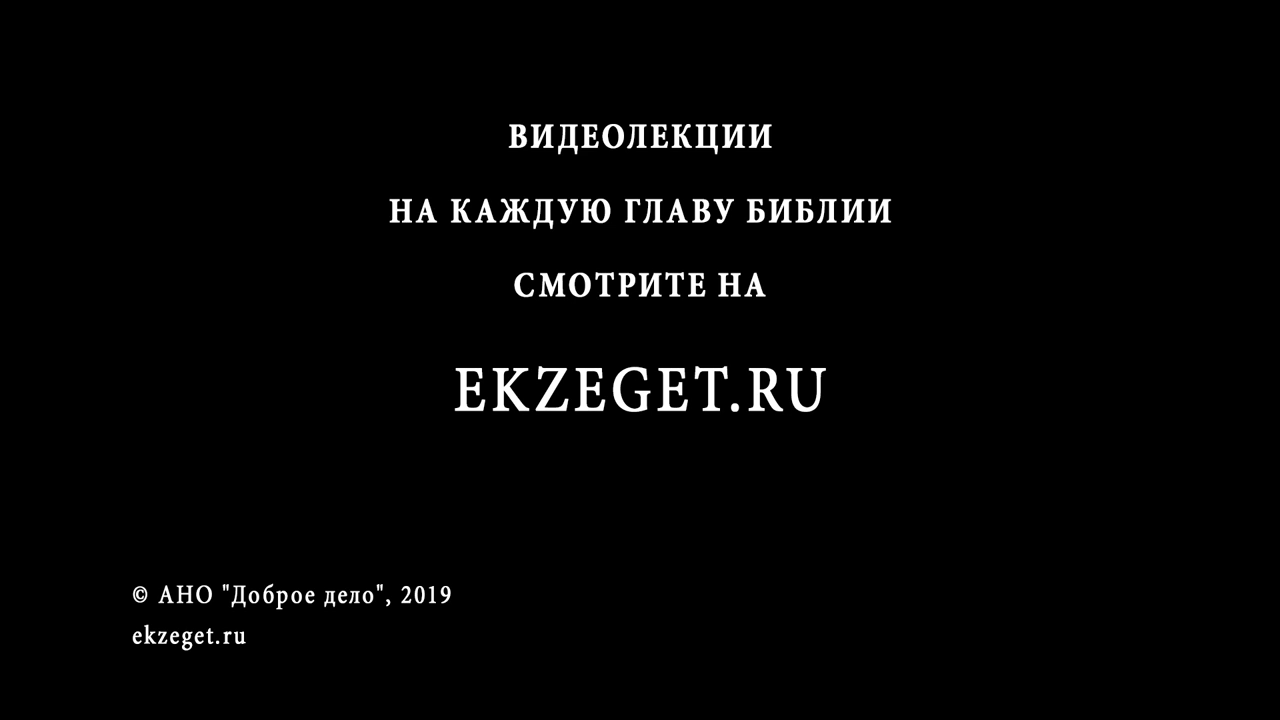 ВИДЕОЛЕКЦИИ
НА КАЖДУЮ ГЛАВУ БИБЛИИ
СМОТРИТЕ НА
EKZEGET.RU
© АНО "Доброе дело", 2019
ekzeget.ru